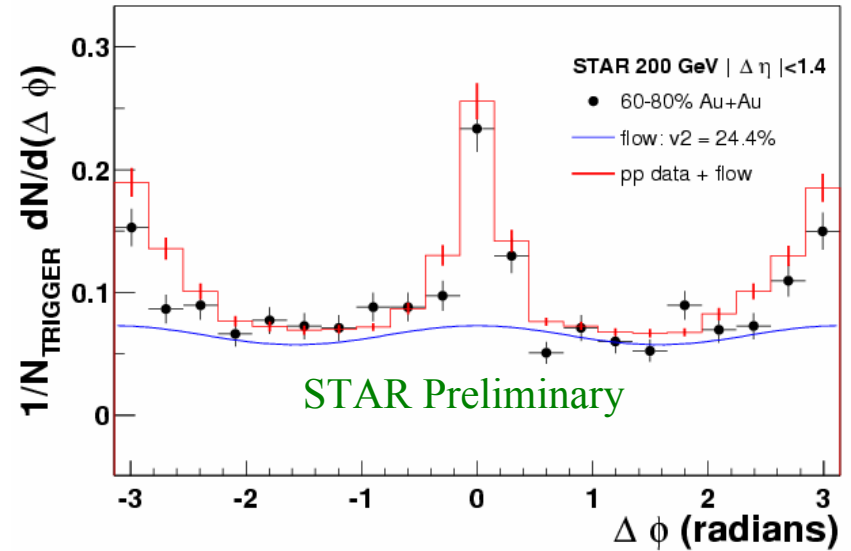 1/N_TRIGGER dN/d(Δ ϕ)
0.3
0.2
0.1
0
STAR 200 GeV | Δ η |<1.4
60-80% Au+Au
flow: v2 = 24.4%
pp data + flow
STAR Preliminary
-3 -2 -1 0 1 2 3
Δ ϕ (radians)